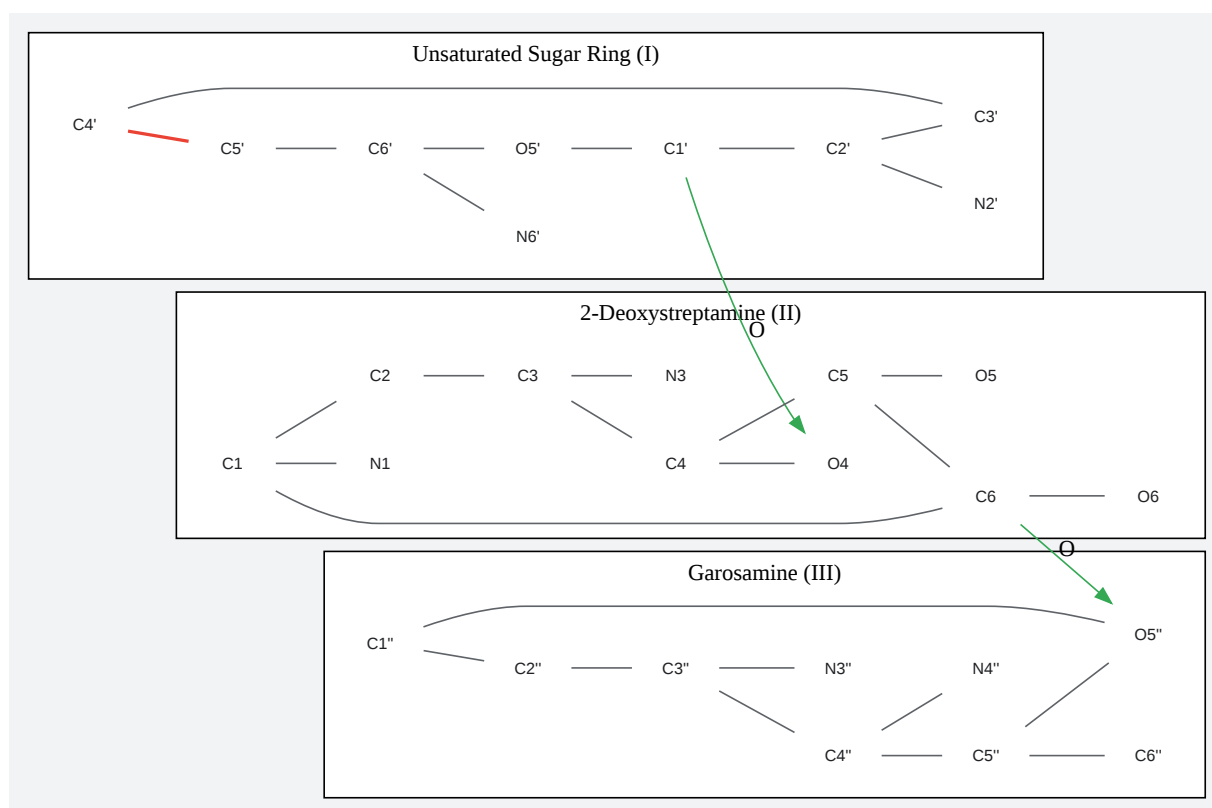 Unsaturated Sugar Ring (I)
C4'
C3'
C5' C6' O5' C1' C2'
N2'
N6'
2-Deoxystreptamine (II)
O
C2 C3 N3 C5 O5
C1 N1 C4 O4
C6 O6
O
Garosamine (III)
C1" O5"
C2" C3" N3" N4"
C4" C5" C6"